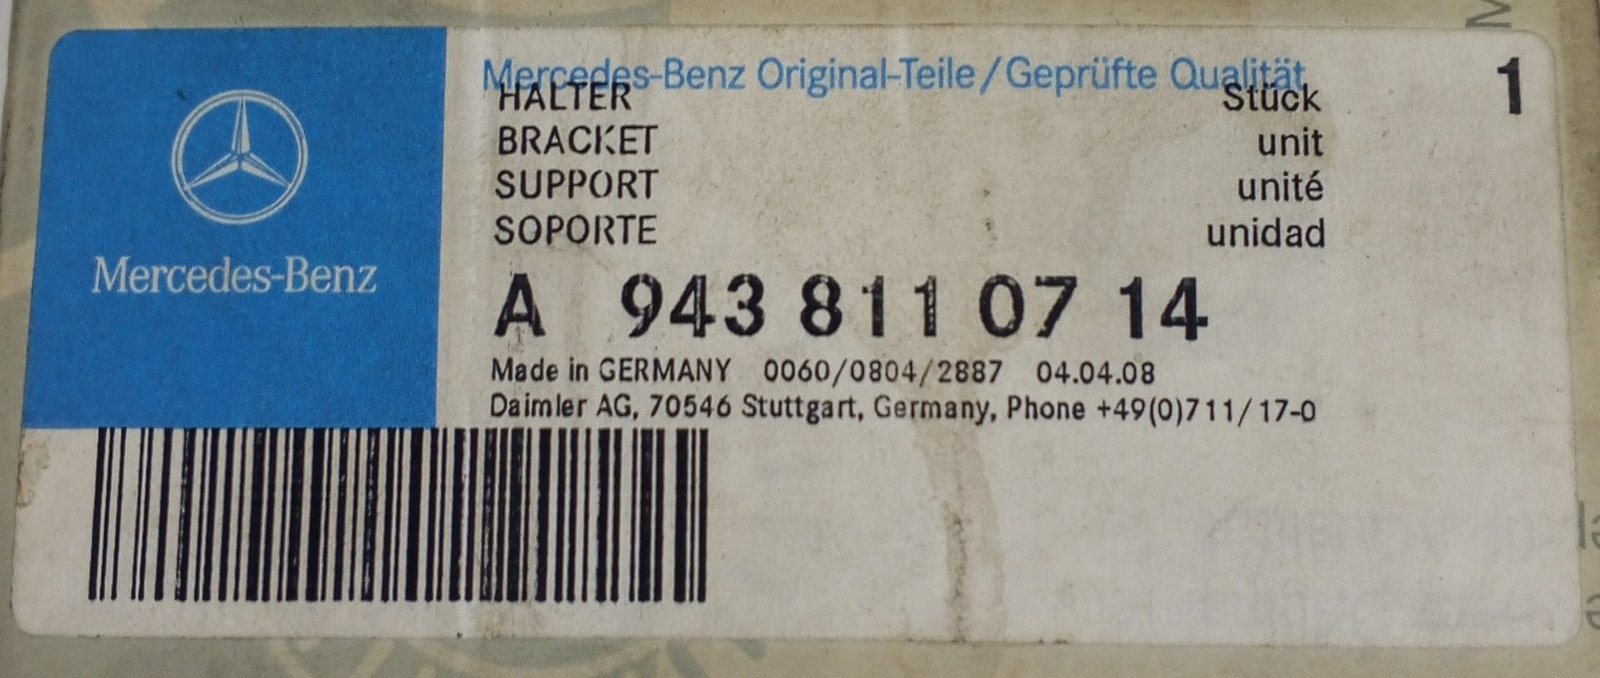 Mercedes-Benz
Mercedes-Benz Original-Teile/Geprüfte Qualität
HALTER Stück 1
BRACKET unit
SUPPORT unité
SOPORTE unidad
A 943 811 07 14
Made in GERMANY 0060/0804/2887 04.04.08
Daimler AG, 70546 Stuttgart, Germany, Phone +49(0)711/17-0